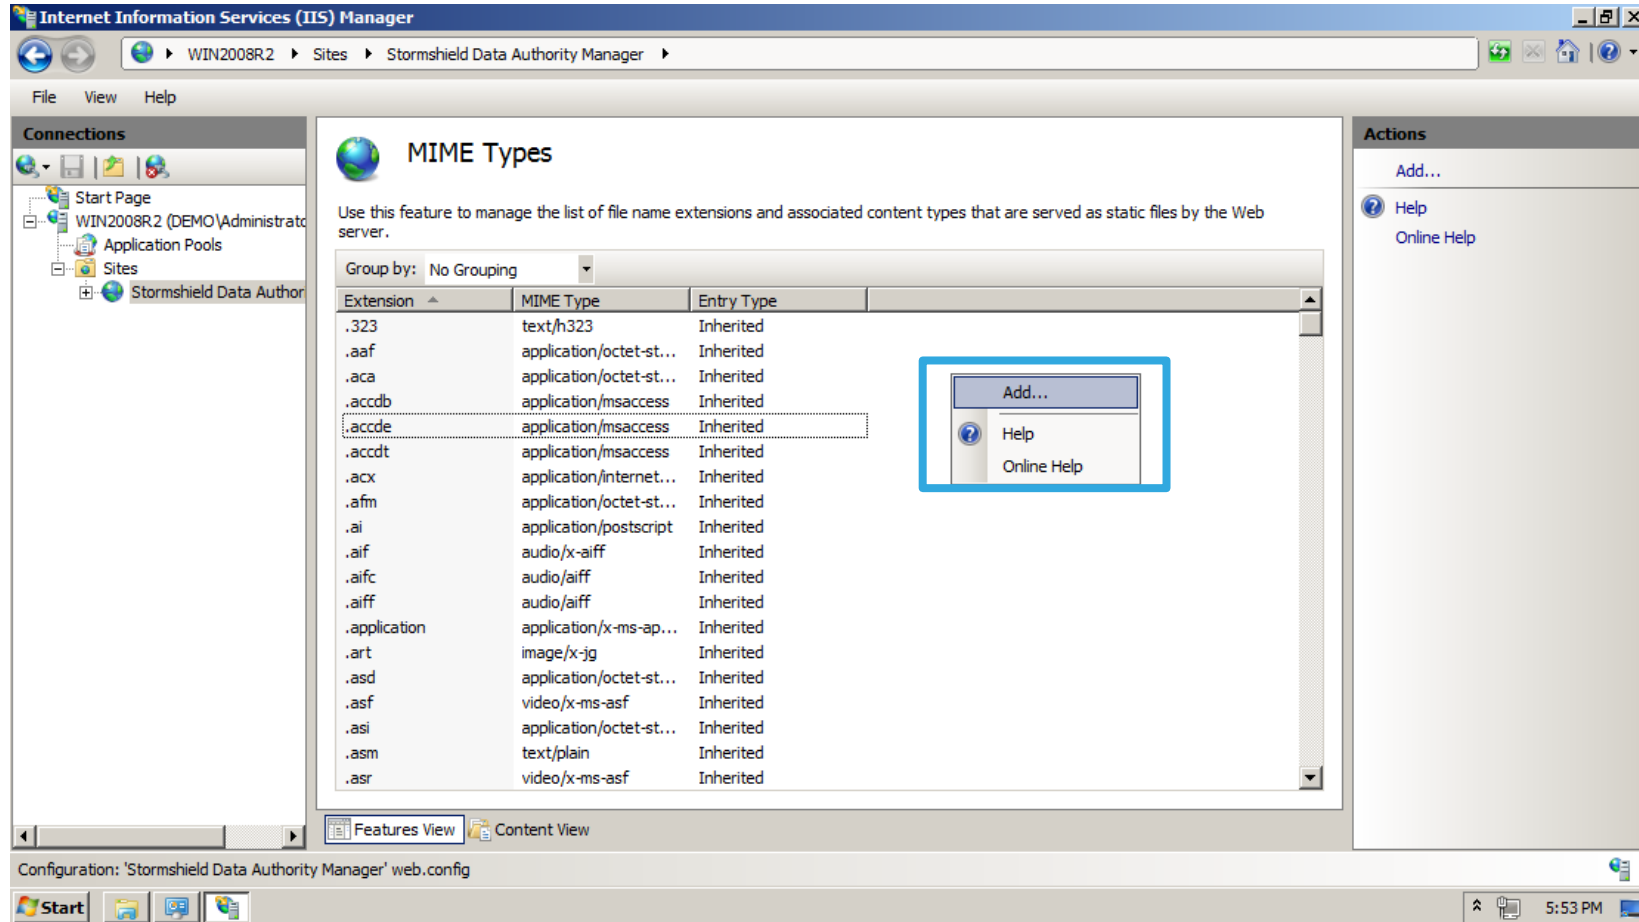 Internet Information Services (IIS) Manager
WIN2008R2 Sites Stormshield Data Authority Manager
File View Help
Connections
Start Page
WIN2008R2 (DEMO\Administrato
Application Pools
Sites
Stormshield Data Author
MIME Types
Use this feature to manage the list of file name extensions and associated content types that are served as static files by the Web
server.
Group by: No Grouping
Extension MIME Type Entry Type
.323 text/h323 Inherited
.aaf application/octet-st... Inherited
.aca application/octet-st... Inherited
.accdb application/msaccess Inherited
.accde application/msaccess Inherited
.accdt application/msaccess Inherited
.acx application/internet... Inherited
.afm application/octet-st... Inherited
.ai application/postscript Inherited
.aif audio/x-aiff Inherited
.aifc audio/aiff Inherited
.aiff audio/aiff Inherited
.application application/x-ms-ap... Inherited
.art image/x-jg Inherited
.asd application/octet-st... Inherited
.asf video/x-ms-asf Inherited
.asi application/octet-st... Inherited
.asm text/plain Inherited
.asr video/x-ms-asf Inherited
Add...
Help
Online Help
Features View Content View
Actions
Add...
Help
Online Help
Configuration: 'Stormshield Data Authority Manager' web.config
Start
5:53 PM